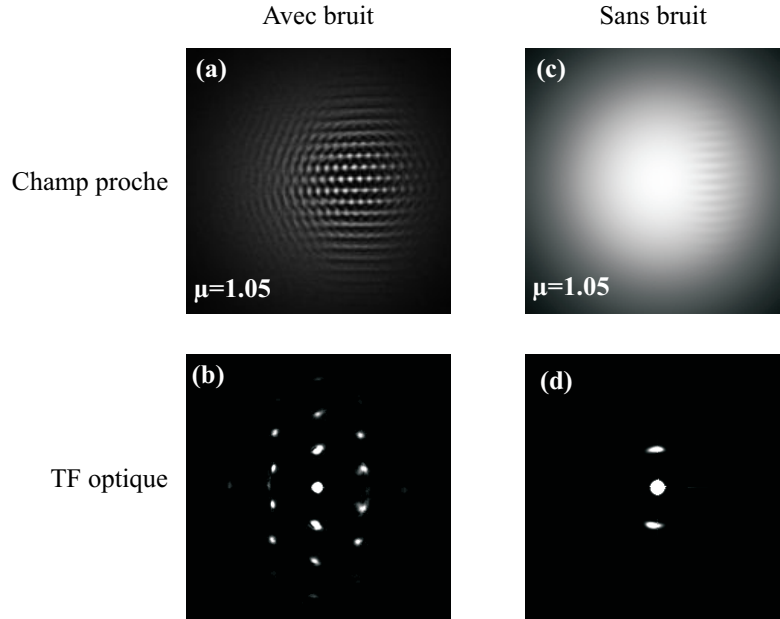 Avec bruit
Sans bruit
(a)
(c)
Champ proche
μ=1.05
μ=1.05
(b)
(d)
TF optique